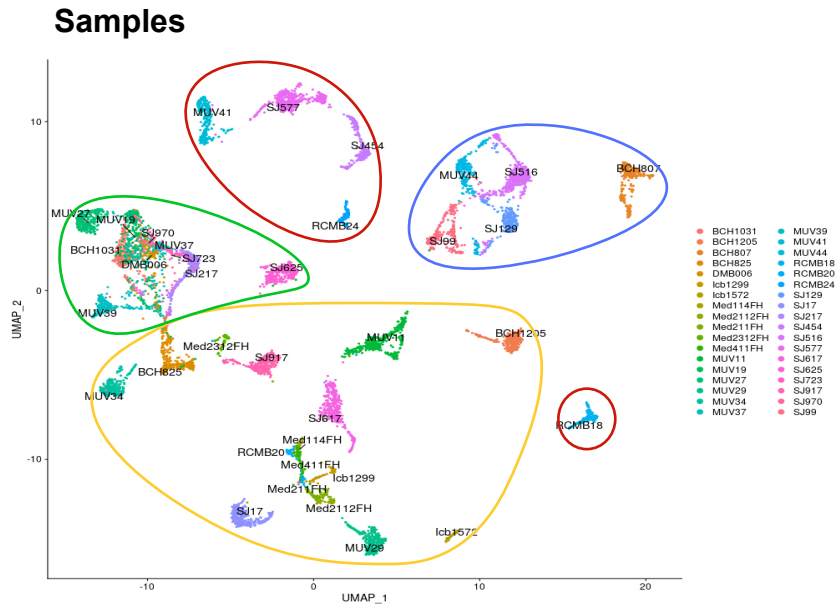 Samples
UMAP_2
10
0
-10
-10
0
10
20
UMAP_1
MUV41
SJ577
SJ454
RCMB24
MUV44
SJ516
BCH807
SJ99
SJ129
MUV27
MUV19
SJ970
BCH1031
MUV37
DMB006
SJ723
SJ217
SJ625
MUV39
MUV11
BCH1205
Med2312FH
SJ917
BCH825
MUV34
SJ617
RCMB18
Med114FH
RCMB20
Med411FH
Icb1299
Med211FH
Med2112FH
SJ17
MUV29
Icb1572
BCH1031
BCH1205
BCH807
BCH825
DMB006
Icb1299
Icb1572
Med114FH
Med2112FH
Med211FH
Med2312FH
Med411FH
MUV11
MUV19
MUV27
MUV29
MUV34
MUV37
MUV39
MUV41
MUV44
RCMB18
RCMB20
RCMB24
SJ129
SJ17
SJ217
SJ454
SJ516
SJ577
SJ617
SJ625
SJ723
SJ917
SJ970
SJ99